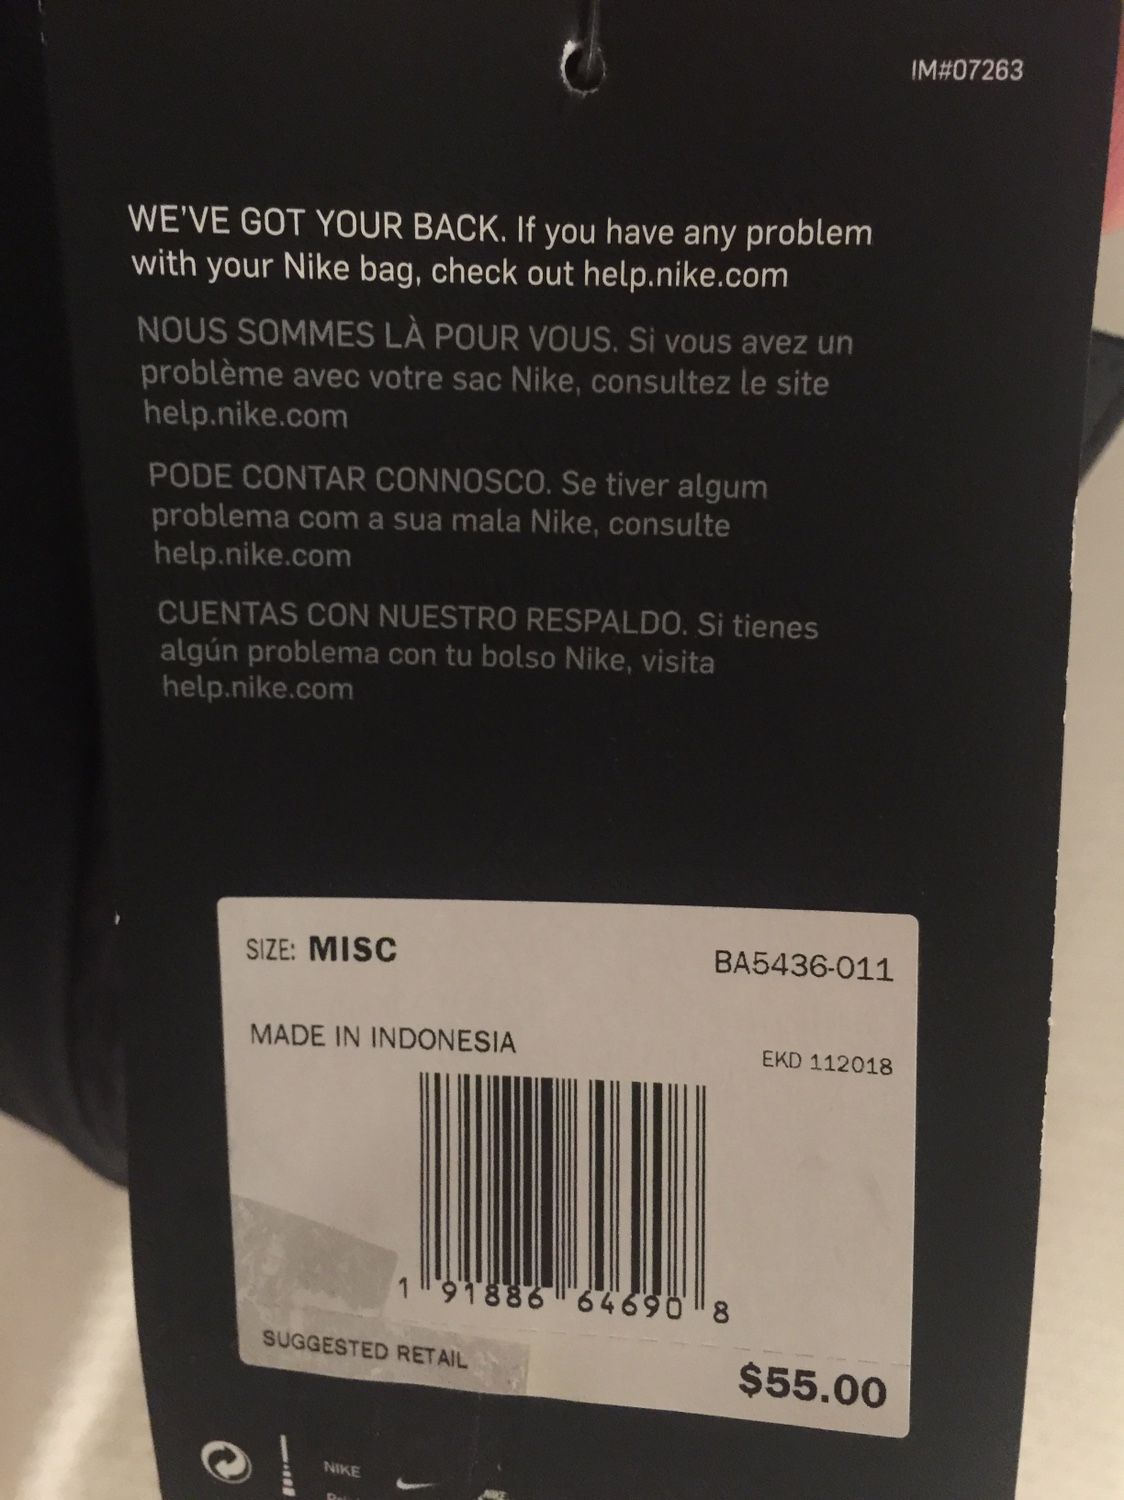 IM#07263
WE'VE GOT YOUR BACK. If you have any problem
with your Nike bag, check out help.nike.com
NOUS SOMMES LÀ POUR VOUS. Si vous avez un
problème avec votre sac Nike, consultez le site
help.nike.com
PODE CONTAR CONNOSCO. Se tiver algum
problema com a sua mala Nike, consulte
help.nike.com
CUENTAS CON NUESTRO RESPALDO. Si tienes
algún problema con tu bolso Nike, visita
help.nike.com
SIZE: MISC
BA5436-011
MADE IN INDONESIA
EKD 112018
1 91886 64690 8
SUGGESTED RETAIL
$55.00
NIKE
NIKE